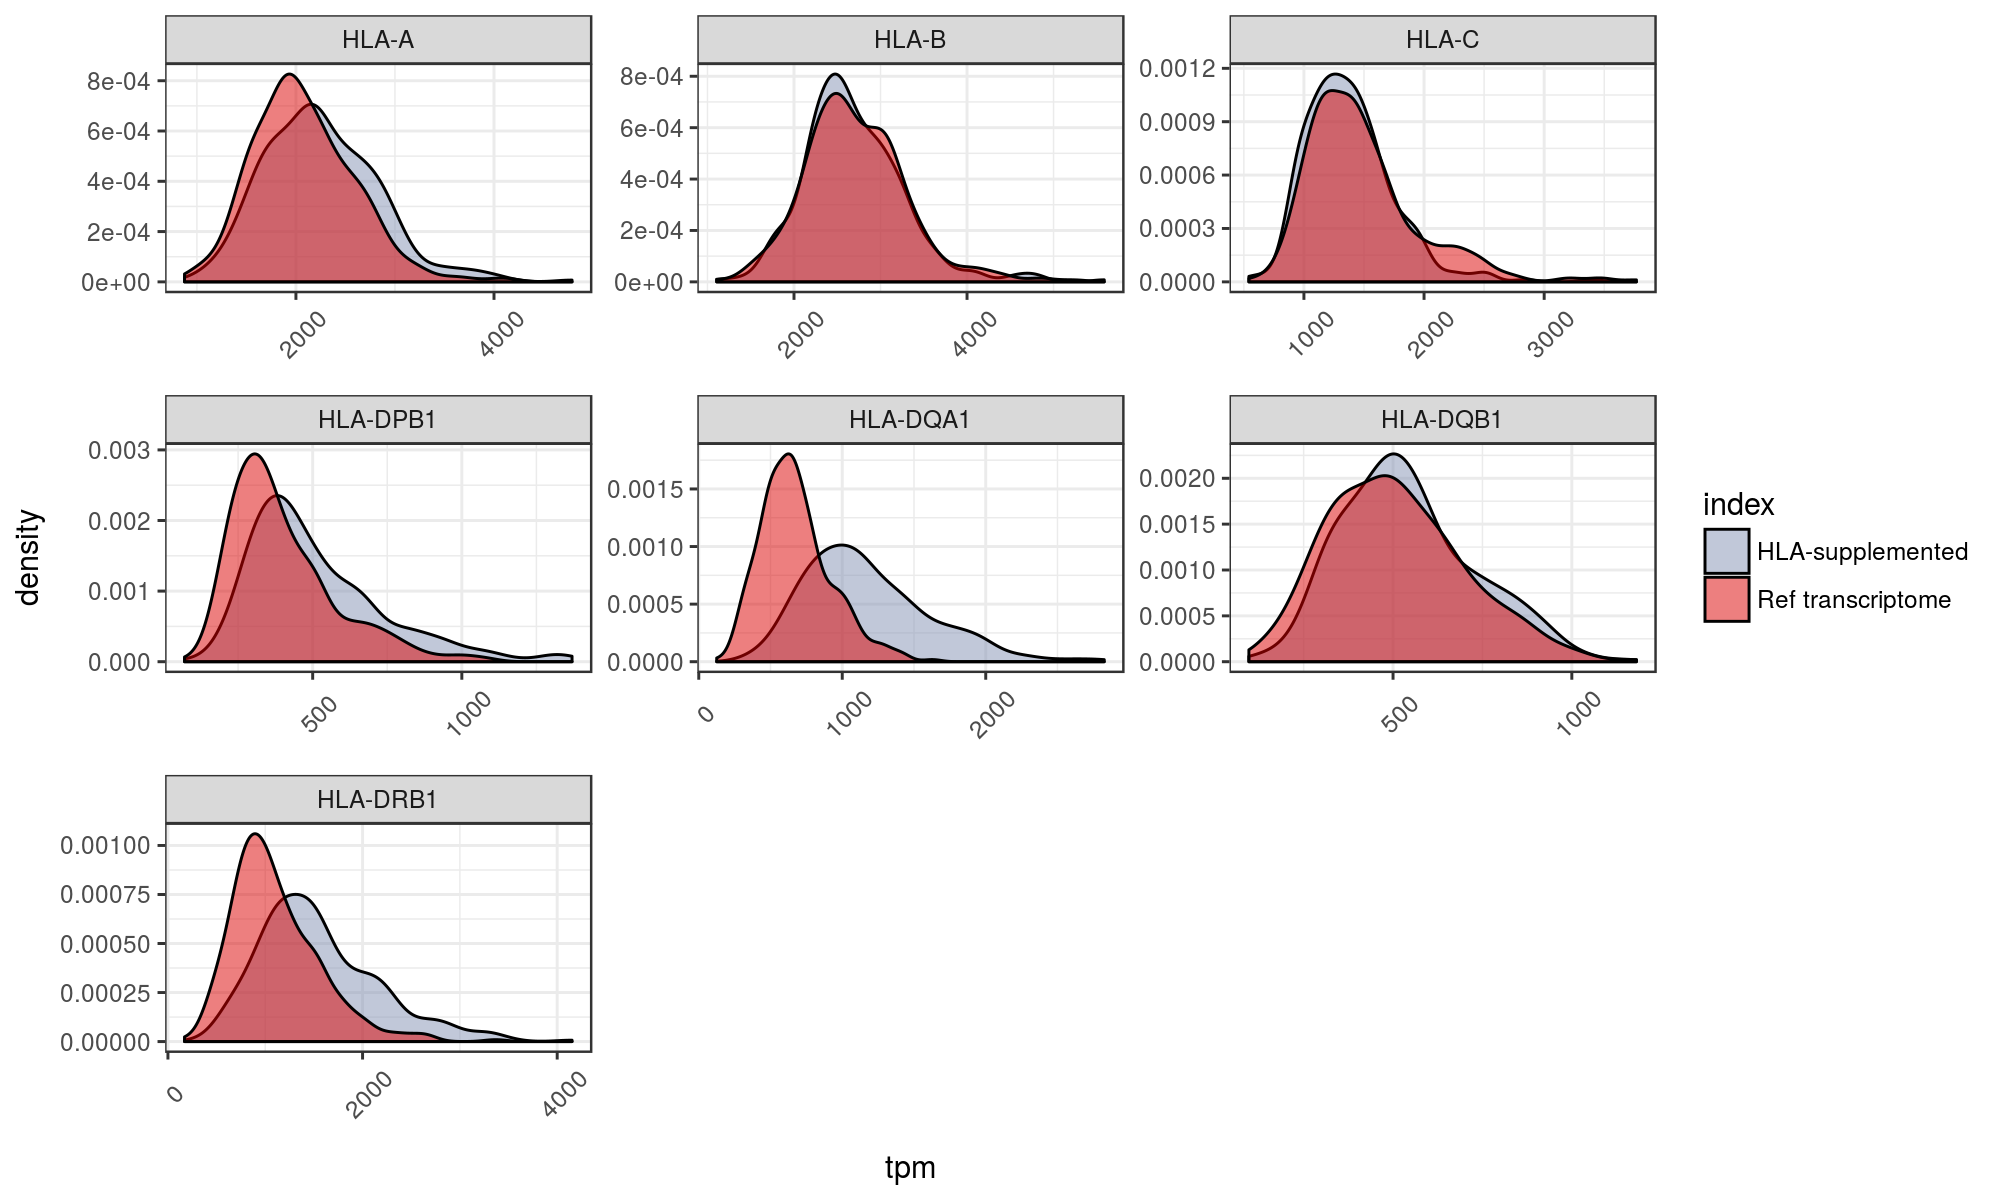 HLA-A
HLA-B
HLA-C
8e-04
6e-04
4e-04
2e-04
0e+00
2000
4000
8e-04
6e-04
4e-04
2e-04
0e+00
2000
4000
0.0012
0.0009
0.0006
0.0003
0.0000
1000
2000
3000
HLA-DPB1
HLA-DQA1
HLA-DQB1
0.003
0.002
0.001
0.000
500
1000
0.0015
0.0010
0.0005
0.0000
0
1000
2000
0.0020
0.0015
0.0010
0.0005
0.0000
500
1000
density
index
HLA-supplemented
Ref transcriptome
HLA-DRB1
0.00100
0.00075
0.00050
0.00025
0.00000
0
2000
4000
tpm